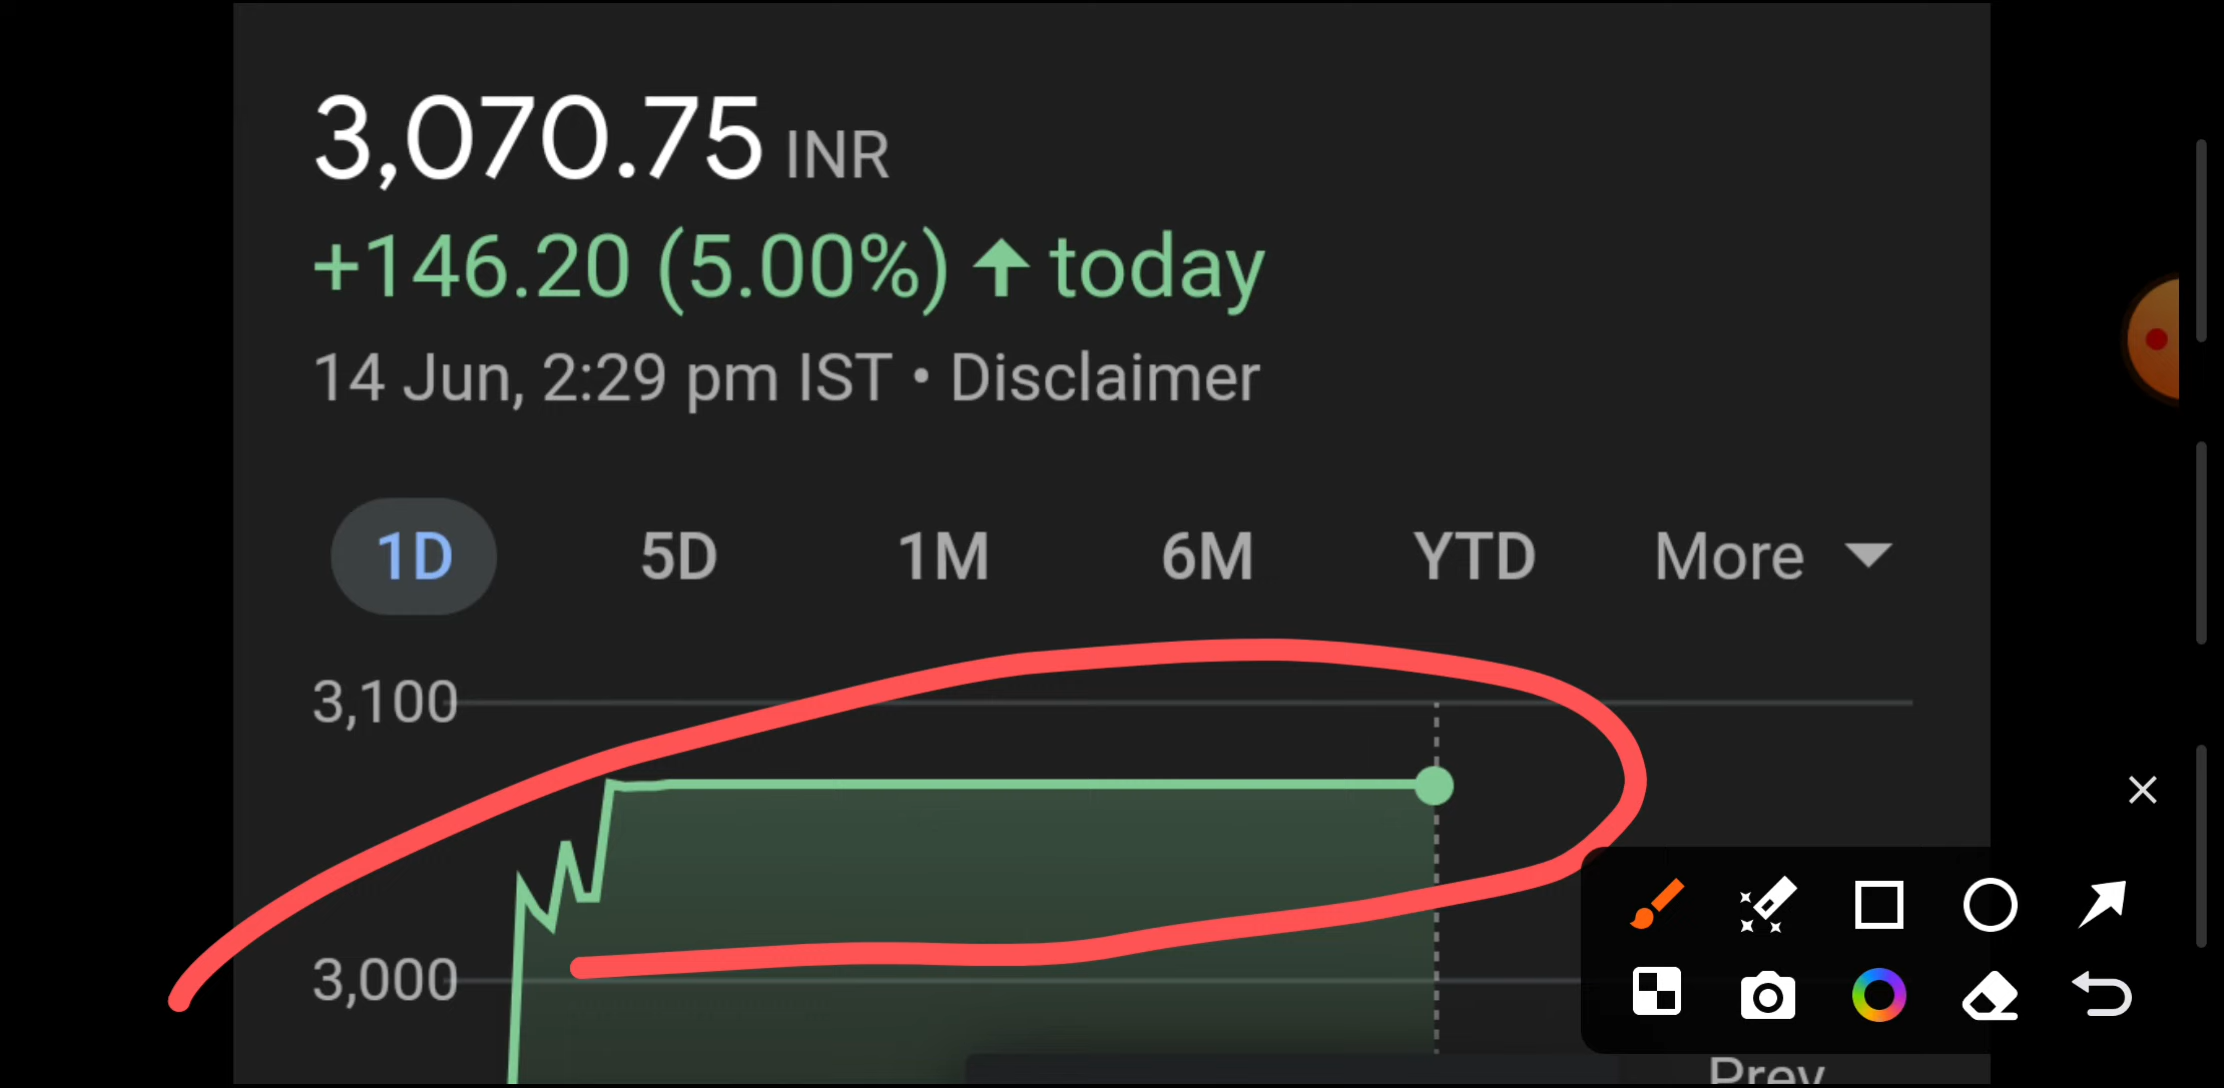 3,070.75 INR
+146.20 (5.00%) ↑ today
14 Jun, 2:29 pm IST • Disclaimer
1D 5D 1M 6M YTD More
3,100
3,000
Prev